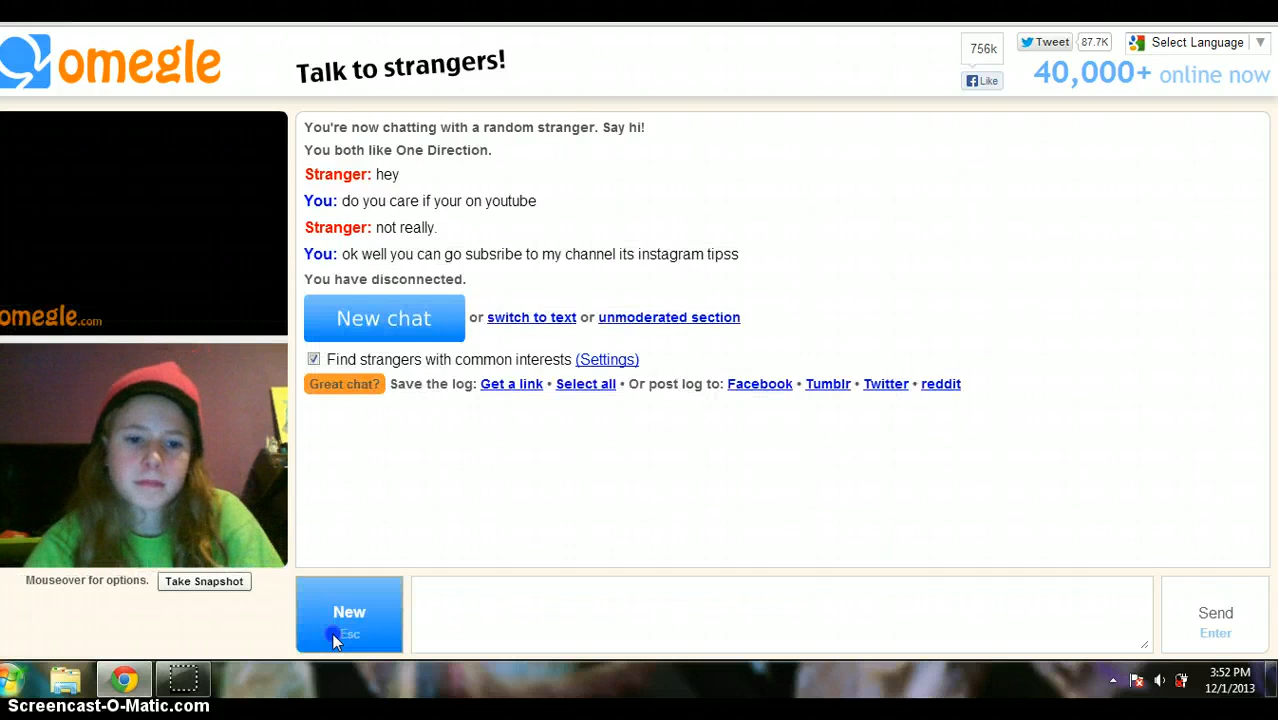 omegle
Talk to strangers!
756k
Like
Tweet
87.7K
Select Language
40,000+ online now
You're now chatting with a random stranger. Say hi!
You both like One Direction.
Stranger: hey
You: do you care if your on youtube
Stranger: not really.
You: ok well you can go subsribe to my channel its instagram tipss
You have disconnected.
New chat or switch to text or unmoderated section
Find strangers with common interests (Settings)
Great chat? Save the log: Get a link • Select all • Or post log to: Facebook • Tumblr • Twitter • reddit
omegle.com
Mouseover for options. Take Snapshot
New
Esc
Send
Enter
3:52 PM
12/1/2013
Screencast-O-Matic.com